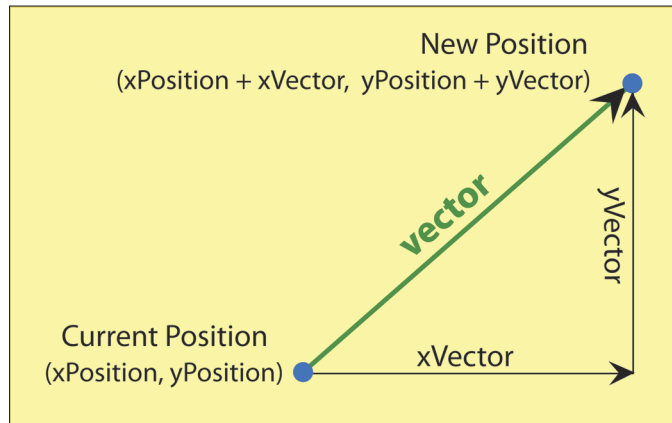 New Position
(xPosition + xVector, yPosition + yVector)
vector
yVector
Current Position
(xPosition, yPosition)
xVector